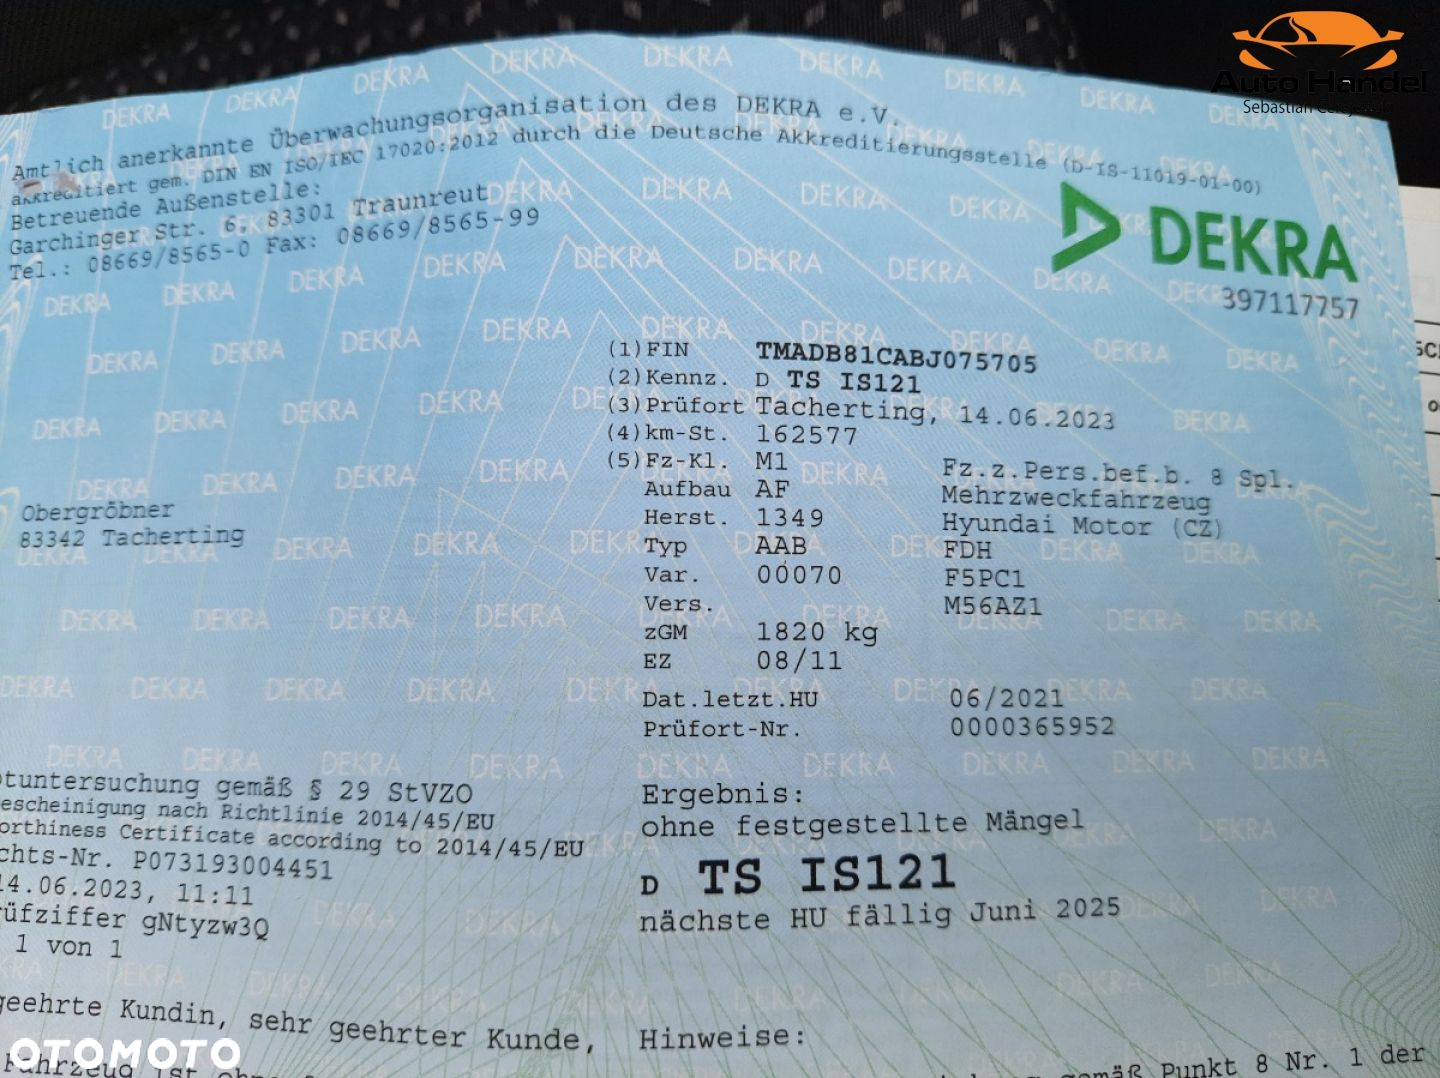 Auto Handel
Amtlich anerkannte Überwachungsorganisation des DEKRA e.V.
akkreditiert gem. DIN EN ISO/IEC 17020:2012 durch die Deutsche Akkreditierungsstelle (D-IS-11019-01-00)
Betreuende Außenstelle:
Garchinger Str. 6, 83301 Traunreut
Tel.: 08669/8565-0 Fax: 08669/8565-99
DEKRA
397117757
(1)FIN TMADB81CABJ075705
(2)Kennz. D TS IS121
(3)Prüfort Tacherting, 14.06.2023
(4)km-St. 162577
(5)Fz-Kl. M1 Fz.z.Pers.bef.b. 8 Spl.
Aufbau AF Mehrzweckfahrzeug
Herst. 1349 Hyundai Motor (CZ)
Typ AAB FDH
Var. 00070 F5PC1
Vers. M56AZ1
zGM 1820 kg
EZ 08/11
Dat.letzt.HU 06/2021
Prüfort-Nr. 0000365952
Obergröbner
83342 Tacherting
tuntersuchung gemäß § 29 StVZO
escheinigung nach Richtlinie 2014/45/EU
orthiness Certificate according to 2014/45/EU
chts-Nr. P073193004451
14.06.2023, 11:11
üfziffer gNtyzw3Q
1 von 1
Ergebnis:
ohne festgestellte Mängel
D TS IS121
nächste HU fällig Juni 2025
geehrte Kundin, sehr geehrter Kunde,
Hinweise:
Fahrzeug ist
gemäß Punkt 8 Nr. 1 der
OTOMOTO